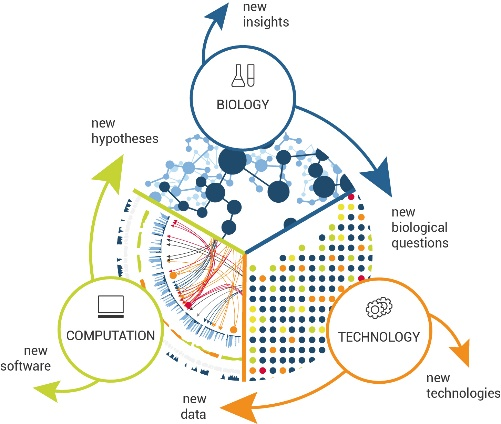 new
insights
BIOLOGY
new
hypotheses
new
biological
questions
COMPUTATION
TECHNOLOGY
new
software
new
technologies
new
data